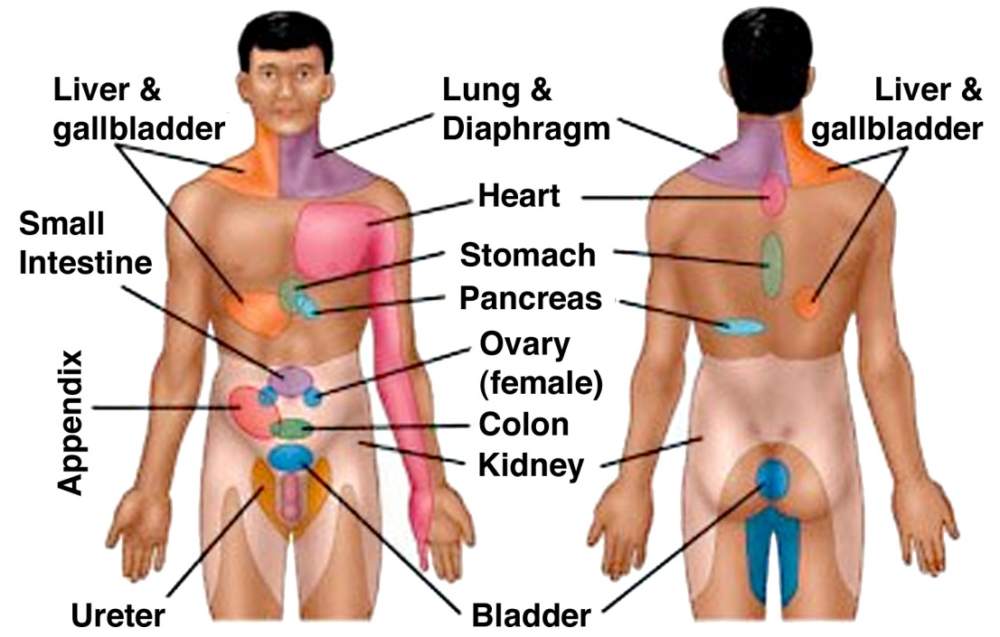 Liver &
gallbladder
Lung &
Diaphragm
Liver &
gallbladder
Heart
Small
Intestine
Stomach
Pancreas
Ovary
(female)
Appendix
Colon
Kidney
Ureter
Bladder